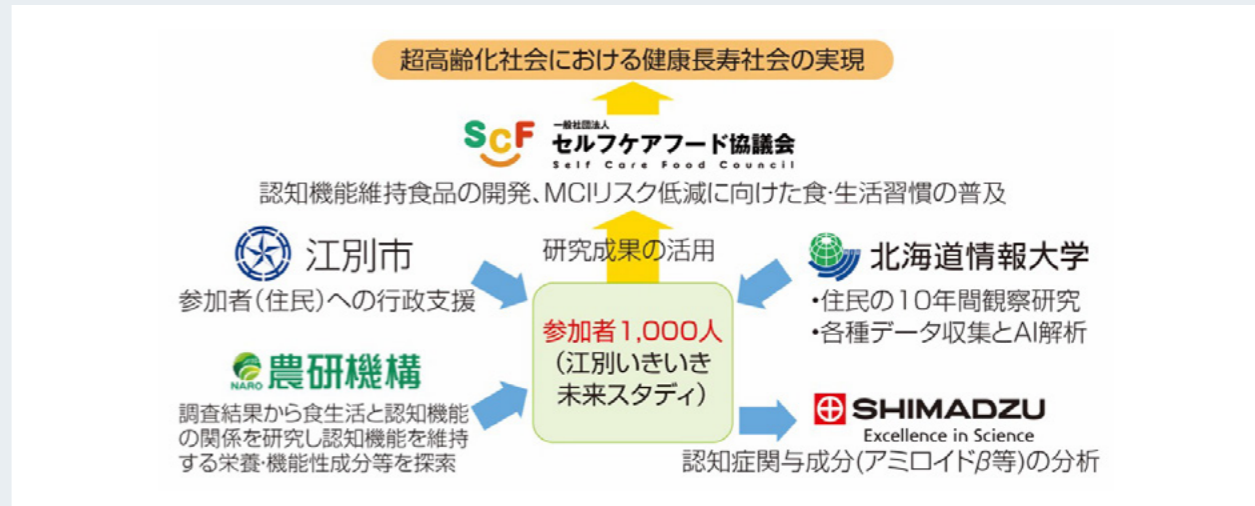 超高齢化社会における健康長寿社会の実現
SCF
一般社団法人
セルフケアフード協議会
Self Care Food Council
認知機能維持食品の開発、MCIリスク低減に向けた食・生活習慣の普及
研究成果の活用
江別市
参加者(住民)への行政支援
北海道情報大学
・住民の10年間観察研究
・各種データ収集とAI解析
参加者1,000人
(江別いきいき
未来スタディ)
NARO 農研機構
調査結果から食生活と認知機能
の関係を研究し認知機能を維持
する栄養・機能性成分等を探索
SHIMADZU
Excellence in Science
認知症関与成分(アミロイドβ等)の分析